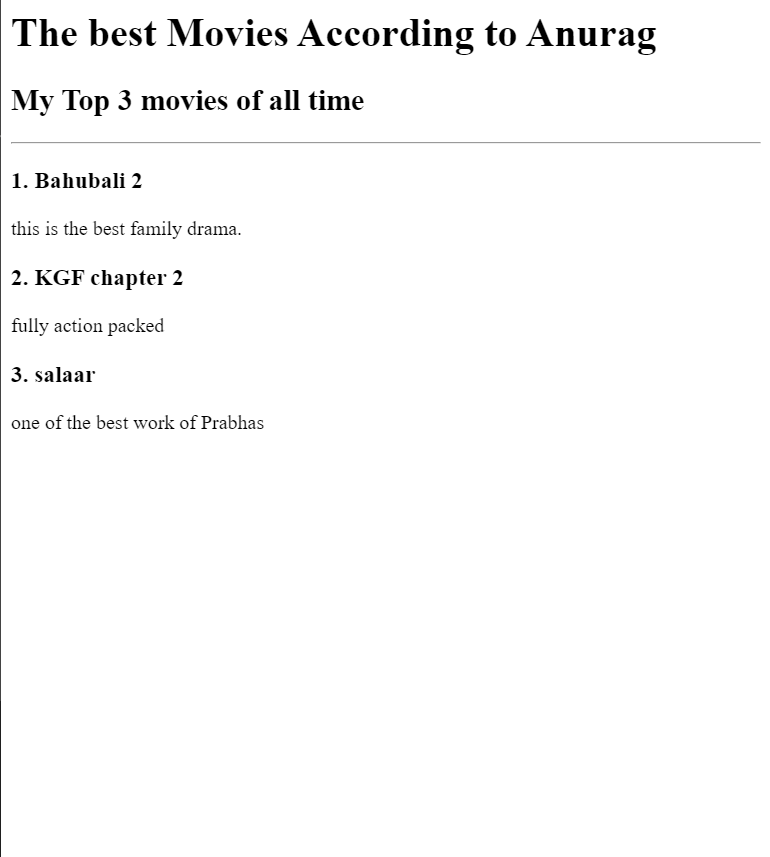 The best Movies According to Anurag
My Top 3 movies of all time
1. Bahubali 2
this is the best family drama.
2. KGF chapter 2
fully action packed
3. salaar
one of the best work of Prabhas